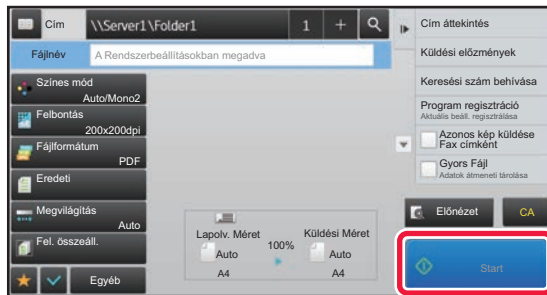 Cím
\\Server1\Folder1
1
+
Fájlnév
A Rendszerbeállításokban megadva
Színes mód
Auto/Mono2
Felbontás
200x200dpi
Fájlformátum
PDF
Eredeti
Megvilágítás
Auto
Fel. összeáll.
Egyéb
Lapolv. Méret
Auto
A4
100%
Küldési Méret
Auto
A4
Cím áttekintés
Küldési előzmények
Keresési szám behívása
Program regisztráció
Aktuális beáll. regisztrálása
Azonos kép küldése
Fax címként
Gyors Fájl
Adatok átmeneti tárolása
Előnézet
CA
Start